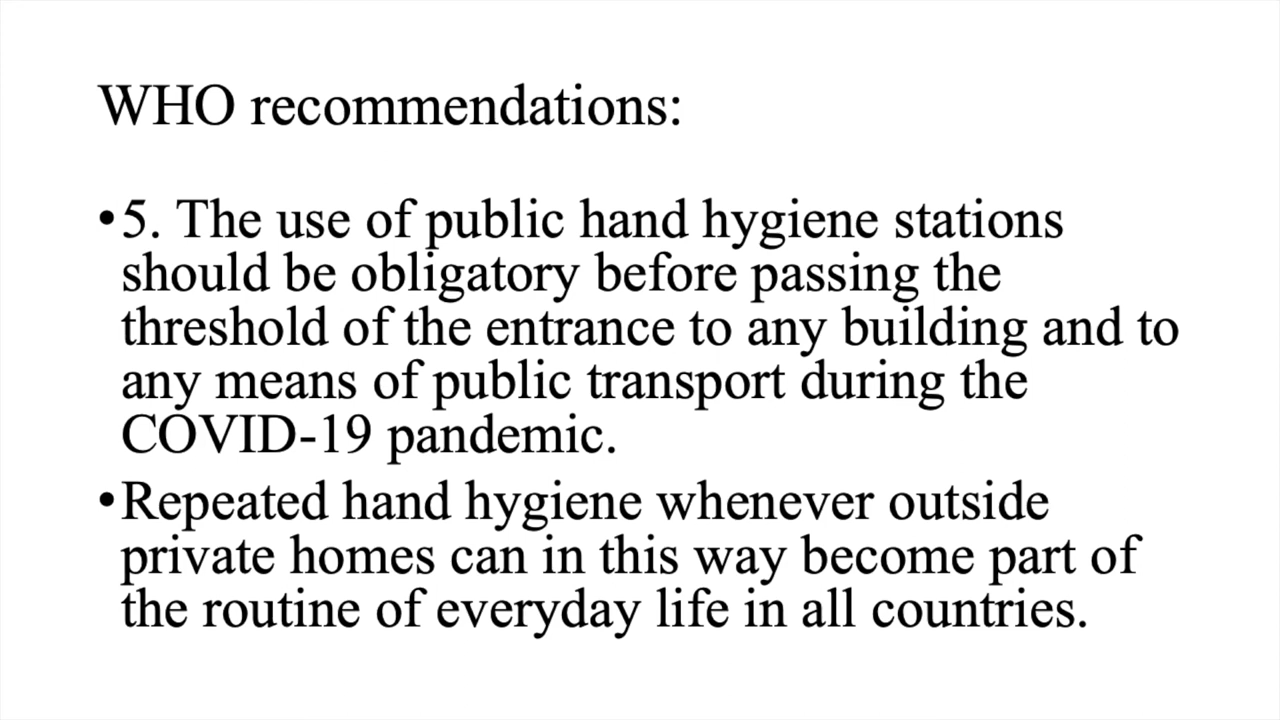 WHO recommendations:
•5. The use of public hand hygiene stations
should be obligatory before passing the
threshold of the entrance to any building and to
any means of public transport during the
COVID-19 pandemic.
•Repeated hand hygiene whenever outside
private homes can in this way become part of
the routine of everyday life in all countries.